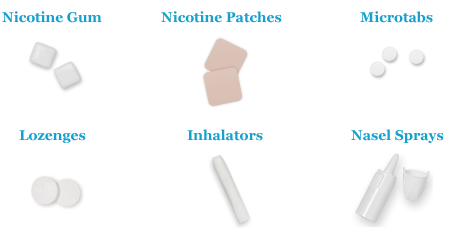 Nicotine Gum
Nicotine Patches
Microtabs
Lozenges
Inhalators
Nasel Sprays